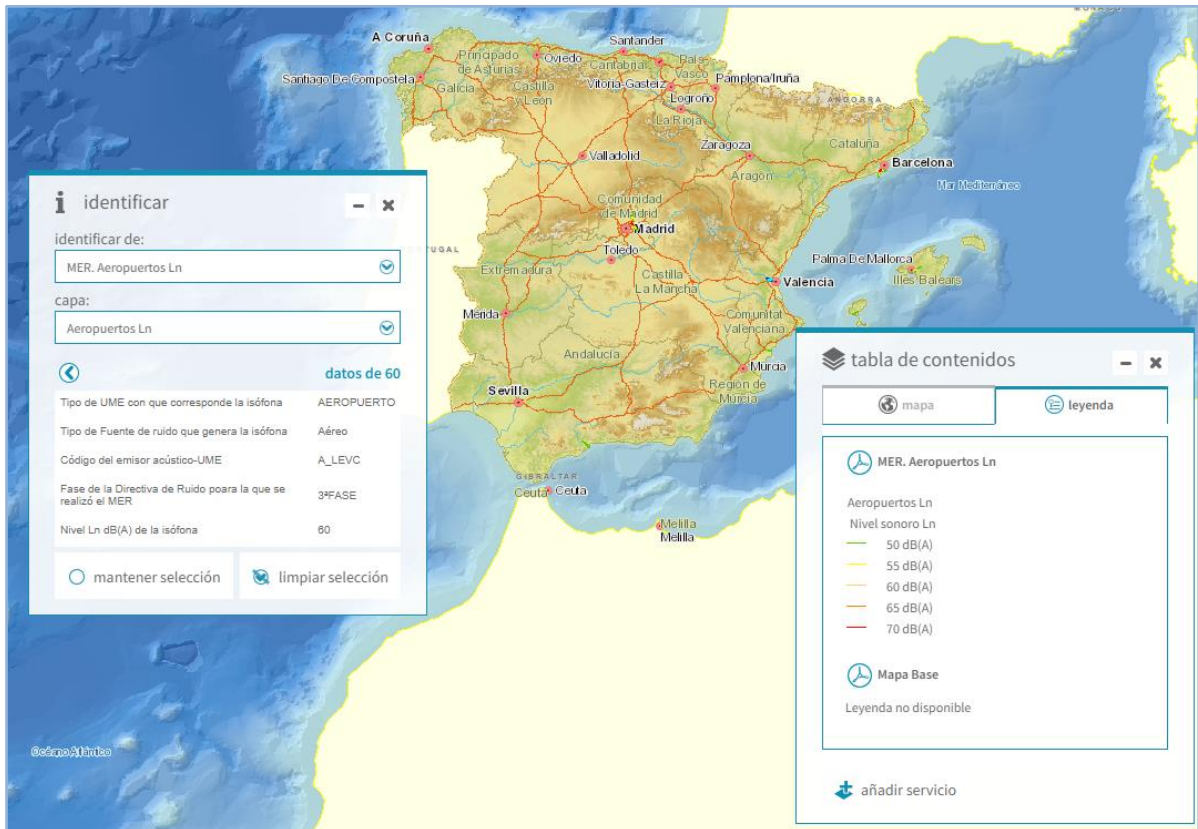 A Coruña
Santander
Principado de Asturias
Oviedo
Cantabria
País Vasco
Santiago De Compostela
Galicia
Castilla y León
Vitoria-Gasteiz
Pamplona/Iruña
Logroño
La Rioja
ANDORRA
Valladolid
Zaragoza
Cataluña
Barcelona
Aragón
Mar Mediterráneo
Comunidad de Madrid
Madrid
Toledo
Extremadura
Castilla La Mancha
Palma De Mallorca
Illes Balears
Valencia
Mérida
Comunitat Valenciana
Andalucía
Murcia
Región de Murcia
Sevilla
GIBRALTAR
Ceuta Ceuta
Melilla
Melilla
Océano Atlántico
identificar
identificar de:
MER. Aeropuertos Ln
capa:
Aeropuertos Ln
datos de 60
Tipo de UME con que corresponde la isófona AEROPUERTO
Tipo de Fuente de ruido que genera la isófona Aéreo
Código del emisor acústico-UME A_LEVC
Fase de la Directiva de Ruido poara la que se
realizó el MER 3ªFASE
Nivel Ln dB(A) de la isófona 60
mantener selección limpiar selección
tabla de contenidos
mapa leyenda
MER. Aeropuertos Ln
Aeropuertos Ln
Nivel sonoro Ln
50 dB(A)
55 dB(A)
60 dB(A)
65 dB(A)
70 dB(A)
Mapa Base
Leyenda no disponible
añadir servicio